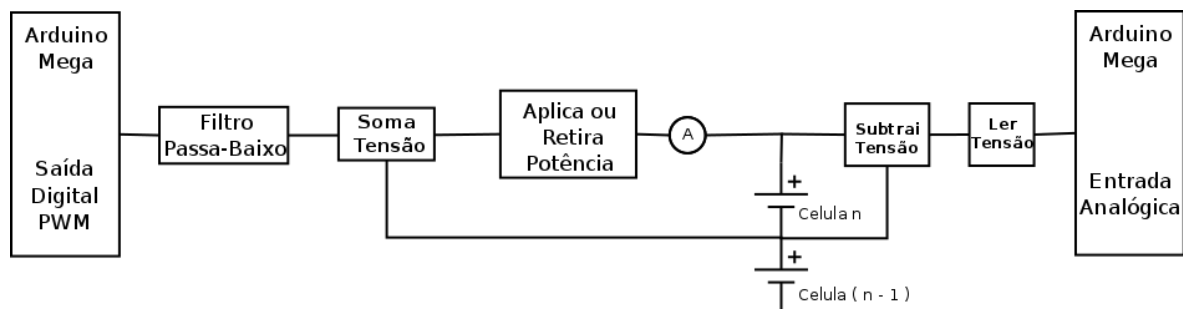 Arduino
Mega
Saída
Digital
PWM
Filtro
Passa-Baixo
Soma
Tensão
Aplica ou
Retira
Potência
A
+
Celula n
+
Celula ( n - 1 )
Subtrai
Tensão
Ler
Tensão
Arduino
Mega
Entrada
Analógica